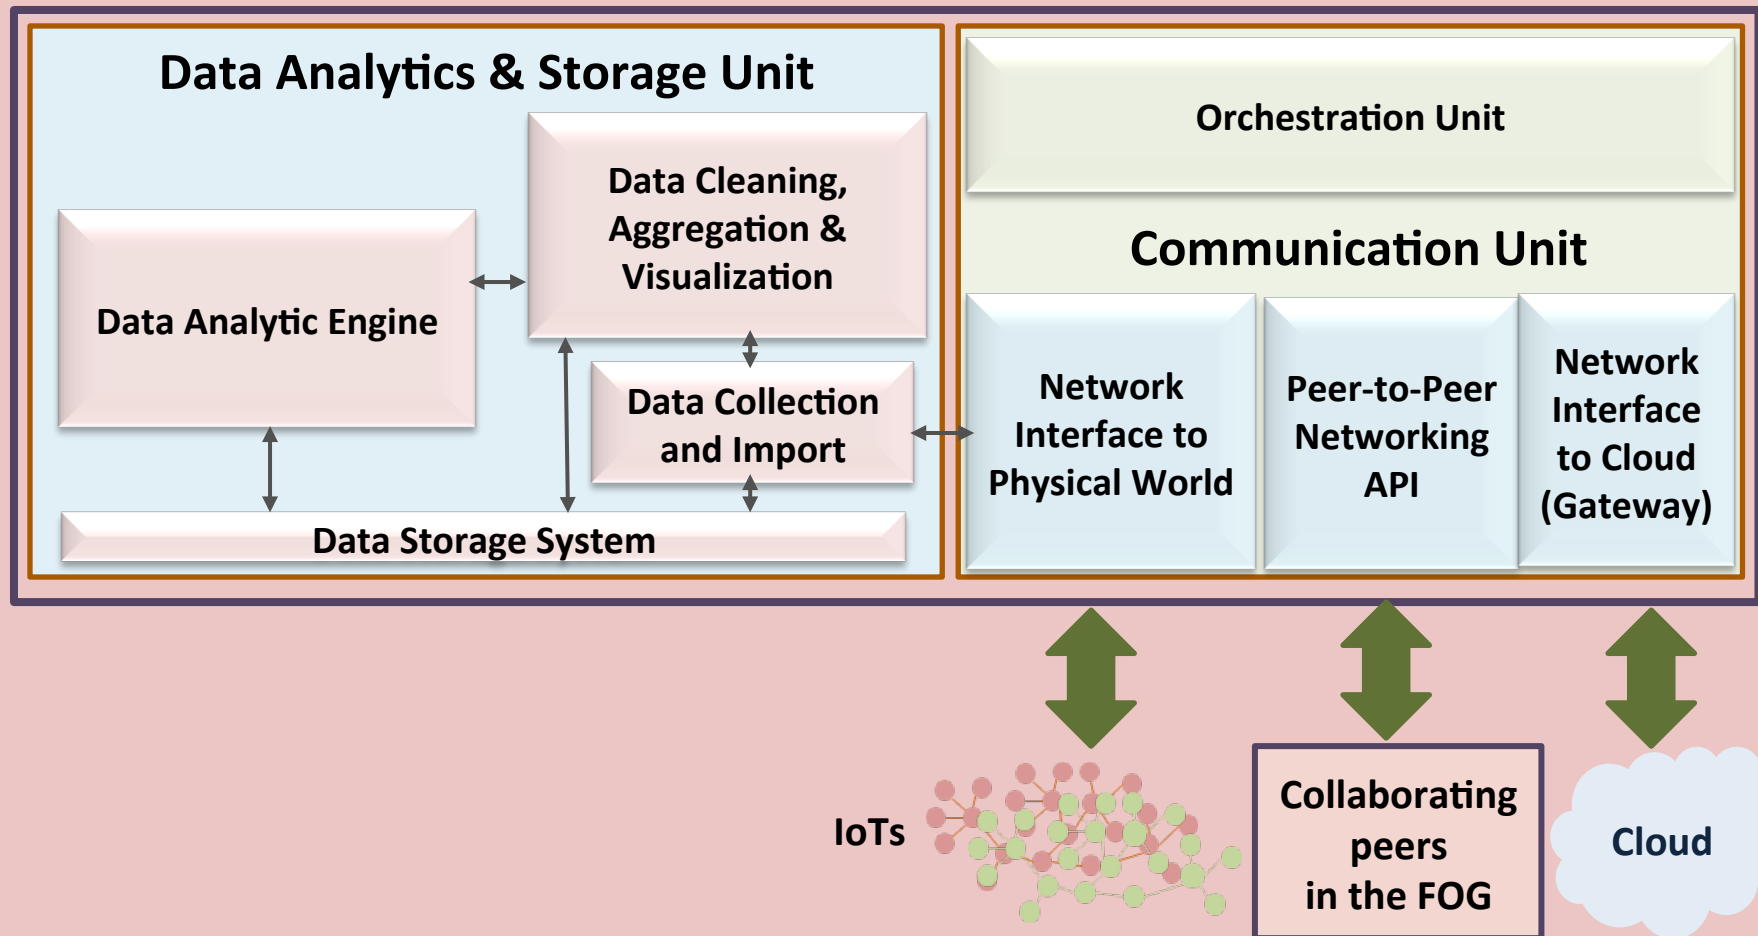 Data Analytics & Storage Unit
Data Cleaning,
Aggregation &
Visualization
Data Analytic Engine
Data Collection
and Import
Data Storage System
Orchestration Unit
Communication Unit
Network
Interface to
Physical World
Peer-to-Peer
Networking
API
Network
Interface
to Cloud
(Gateway)
IoTs
Collaborating
peers
in the FOG
Cloud